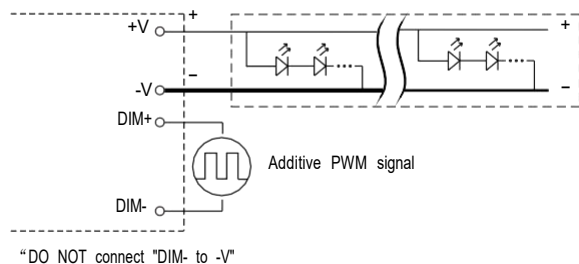 +V + +
-V − −
DIM+
Additive PWM signal
DIM-
“DO NOT connect "DIM- to -V"